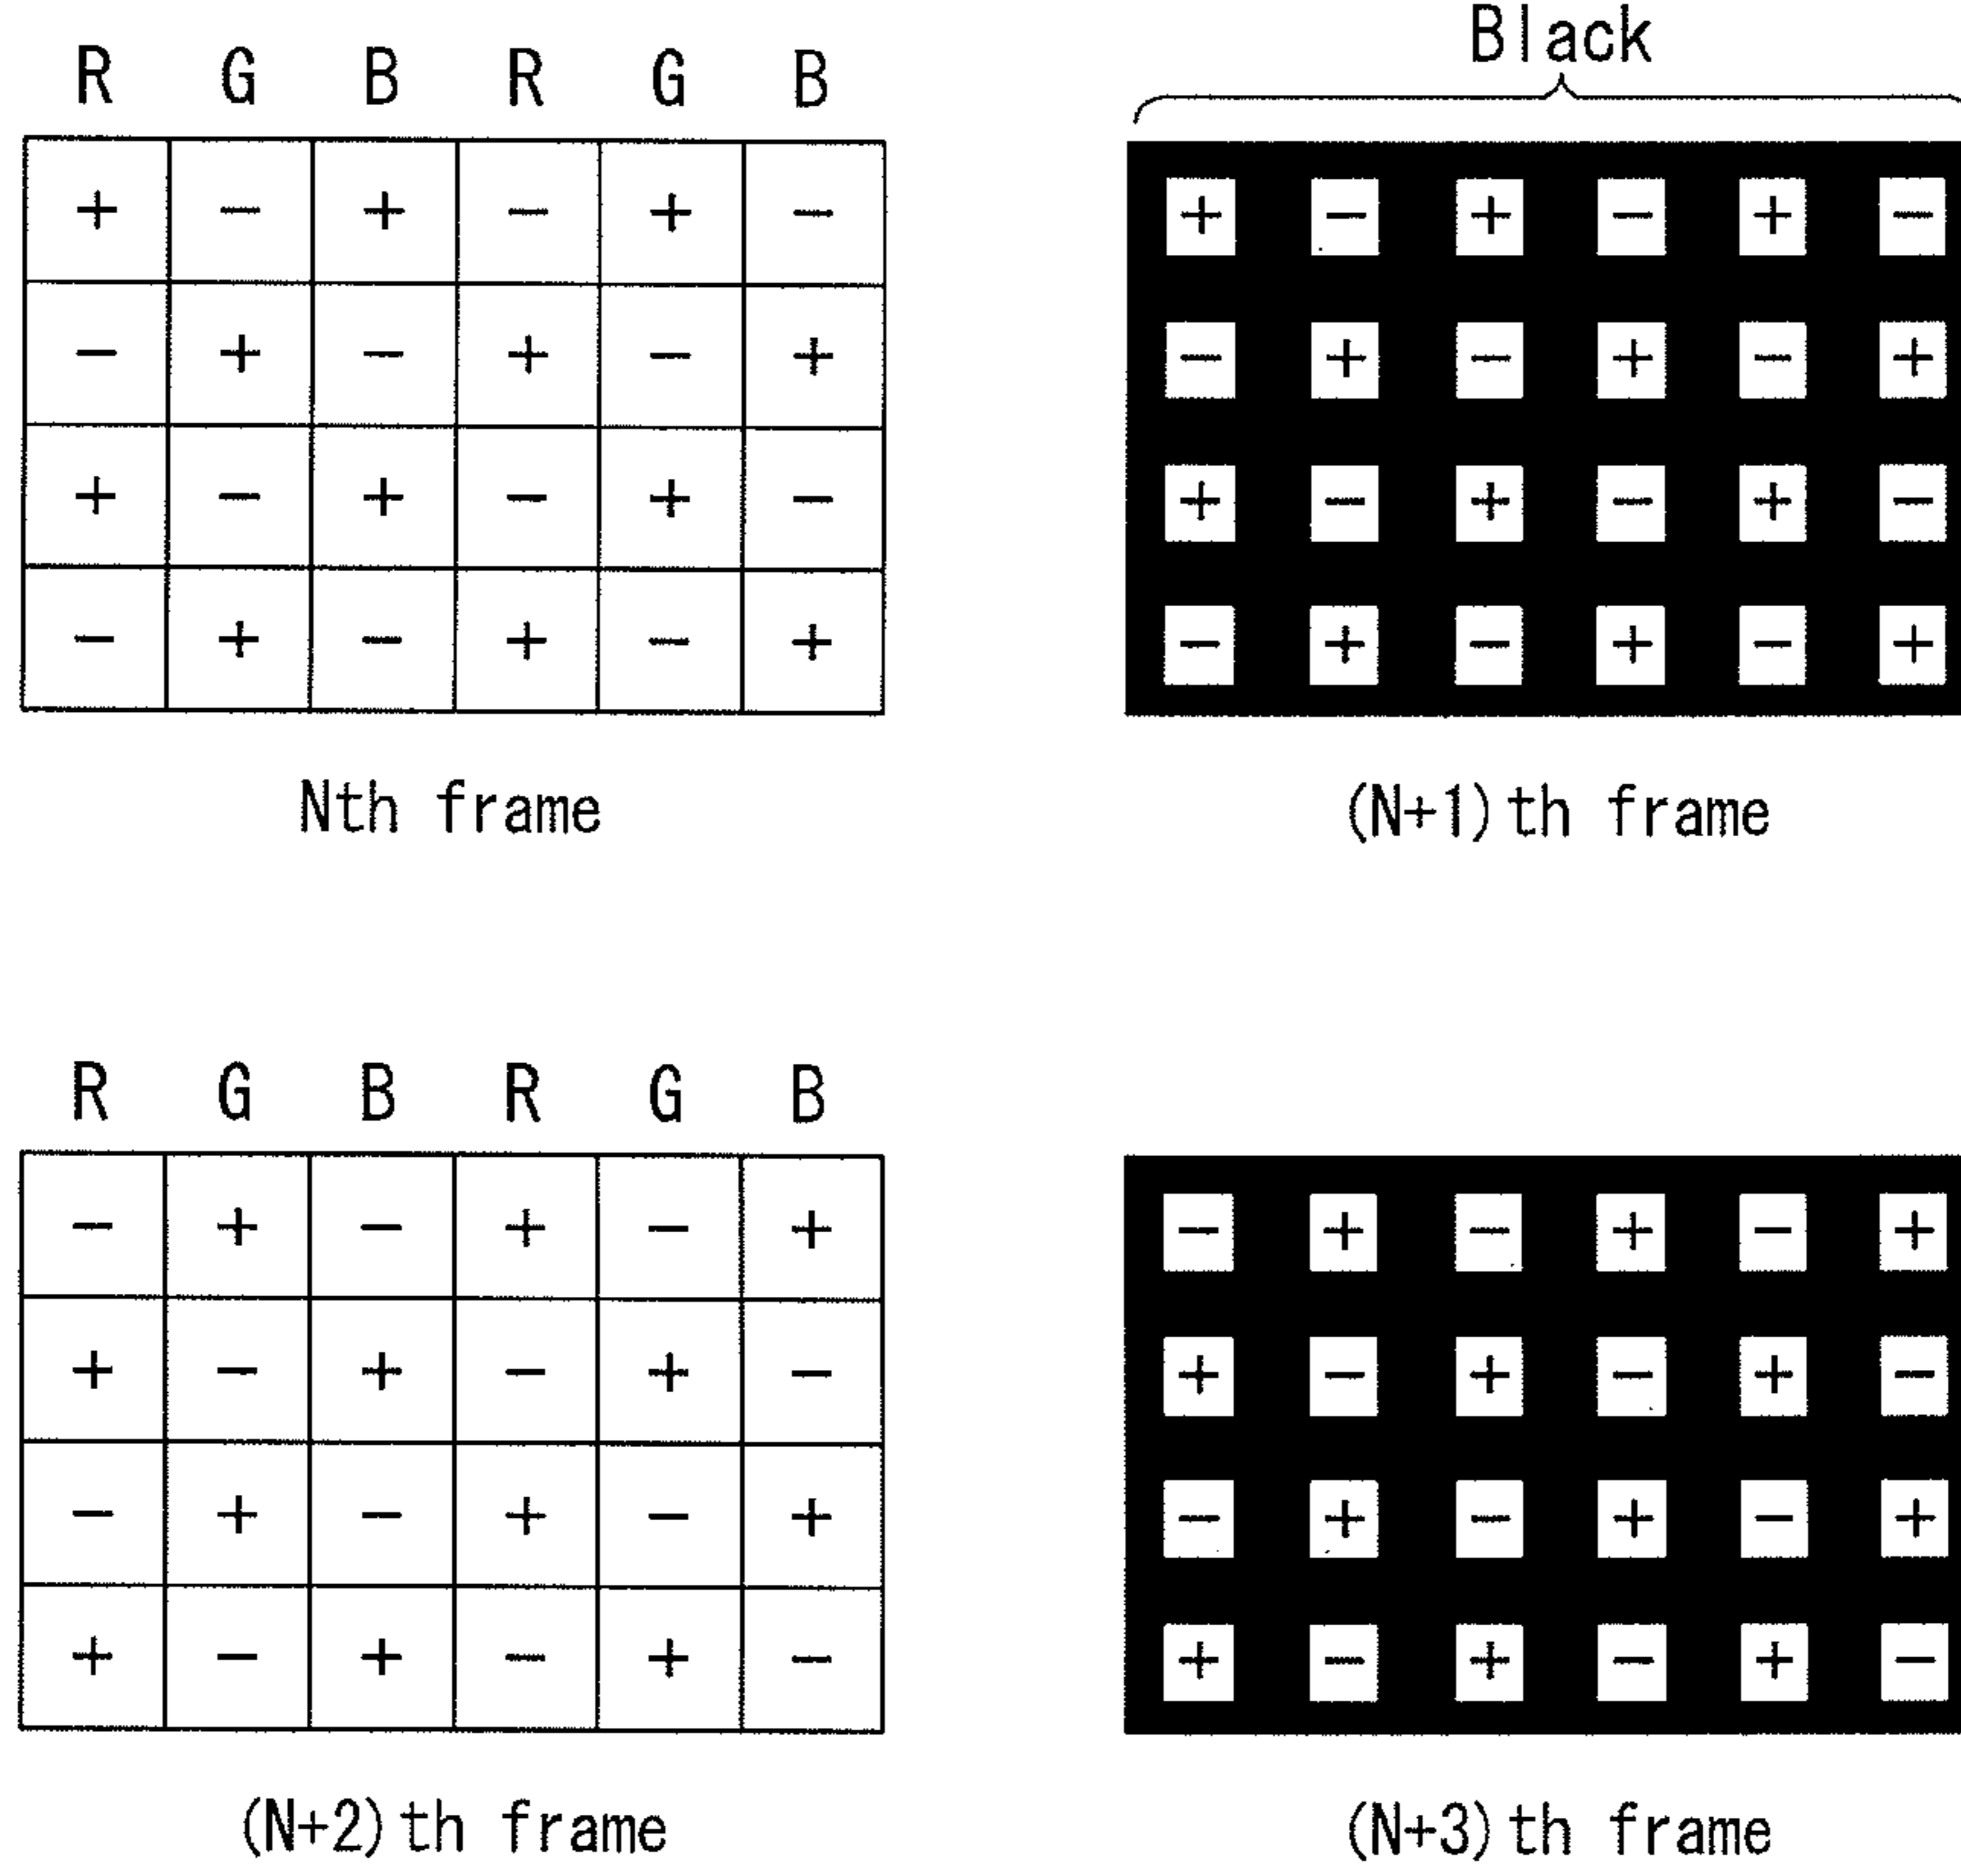 Black
R G B R G B
+ − + − + −
+ − + − + −
− + − + − +
− + − + − +
+ − + − + −
+ − + − + −
− + − + − +
− + − + − +
Nth frame
(N+1)th frame
R G B R G B
− + − + − +
− + − + − +
+ − + − + −
+ − + − + −
− + − + − +
− + − + − +
+ − + − + −
+ − + − + −
(N+2)th frame
(N+3)th frame